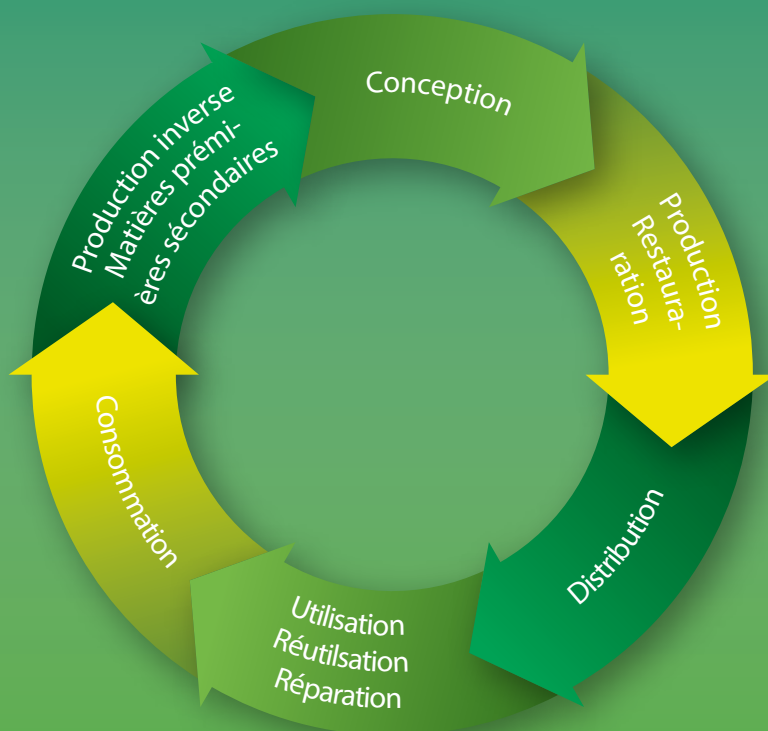 Conception
Production
Restaura-
ration
Distribution
Utilisation
Réutilsation
Réparation
Consommation
Production inverse
Matières prémi-
ères sécondaires